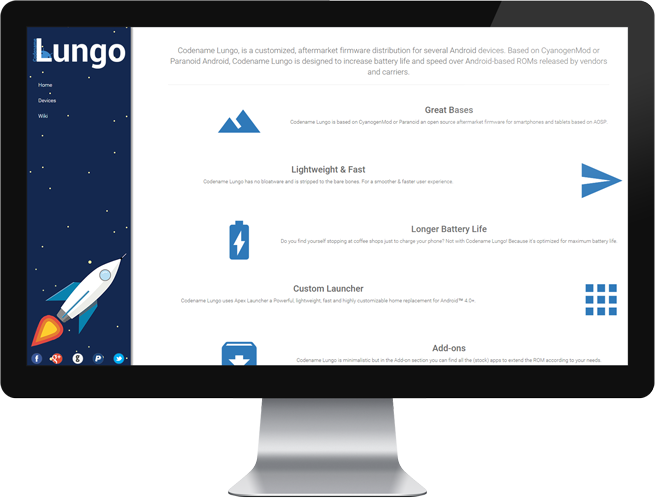 Lungo
Home
Devices
Wiki
Codename Lungo, is a customized, aftermarket firmware distribution for several Android devices. Based on CyanogenMod or
Paranoid Android, Codename Lungo is designed to increase battery life and speed over Android-based ROMs released by vendors
and carriers.
Great Bases
Codename Lungo is based on CyanogenMod or Paranoid an open source aftermarket firmware for smartphones and tablets based on AOSP.
Lightweight & Fast
Codename Lungo has no bloatware and is stripped to the bare bones. For a smoother & faster user experience.
Longer Battery Life
Do you find yourself stopping at coffee shops just to charge your phone? Not with Codename Lungo! Because it's optimized for maximum battery life.
Custom Launcher
Codename Lungo uses Apex Launcher a Powerful, lightweight, fast and highly customizable home replacement for Android™ 4.0+.
Add-ons
Codename Lungo is minimalistic but in the Add-on section you can find all the (stock) apps to extend the ROM according to your needs.